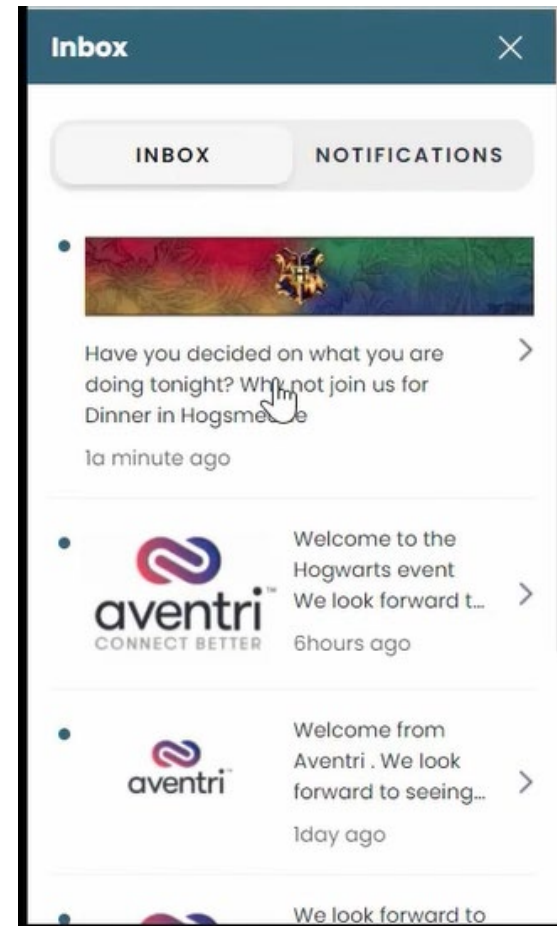 Inbox
INBOX
NOTIFICATIONS
Have you decided on what you are
doing tonight? Why not join us for
Dinner in
1a minute ago
aventri™
CONNECT BETTER
Welcome to the
Hogwarts event
We look forward t...
6hours ago
aventri
Welcome from
Aventri . We look
forward to seeing...
1day ago
We look forward to